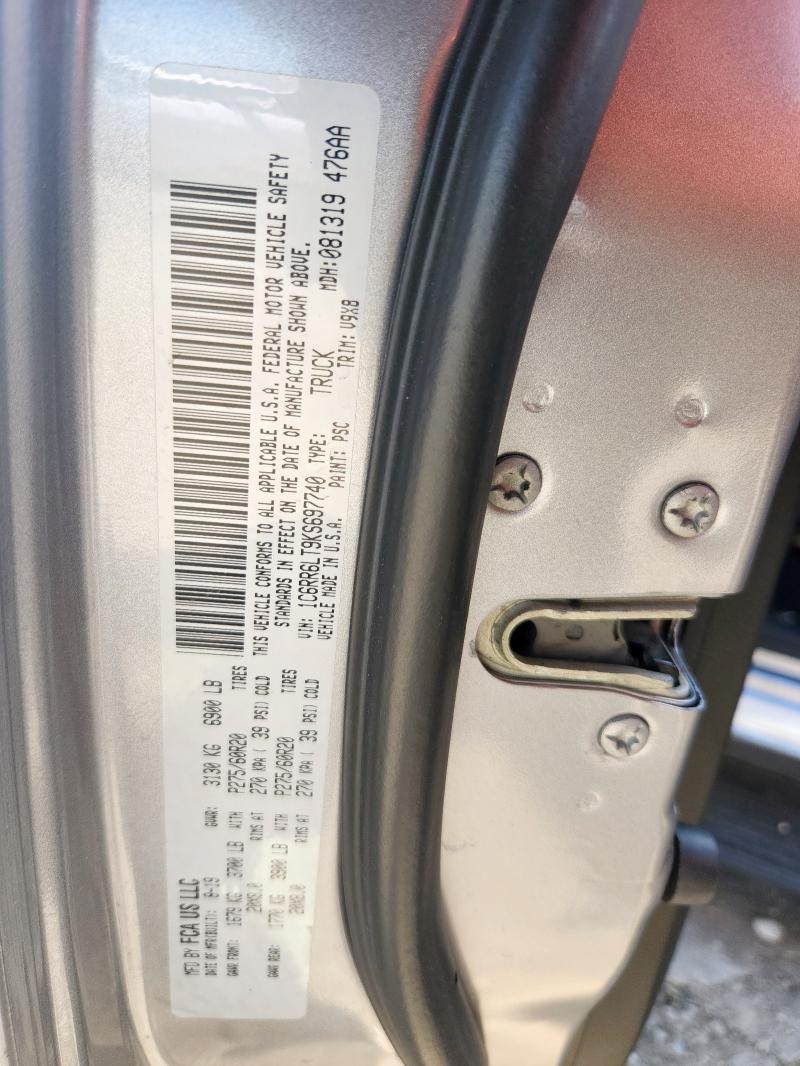 MFD BY FCA US LLC
DATE OF MFR(BUILT): 8-19 GVWR: 3130 KG 6900 LB
GAWR FRONT: 1679 KG 3700 LB WITH P275/60R20 TIRES
20X8.0 RIMS AT 270 KPA ( 39 PSI) COLD
GAWR REAR: 1770 KG 3900 LB WITH P275/60R20 TIRES
20X8.0 RIMS AT 270 KPA ( 39 PSI) COLD
THIS VEHICLE CONFORMS TO ALL APPLICABLE U.S.A. FEDERAL MOTOR VEHICLE SAFETY
STANDARDS IN EFFECT ON THE DATE OF MANUFACTURE SHOWN ABOVE.
VIN: 1C6RR6LT9KS697740 TYPE: TRUCK MDH:081319 476AA
VEHICLE MADE IN U.S.A. PAINT: PSC TRIM: V9X8